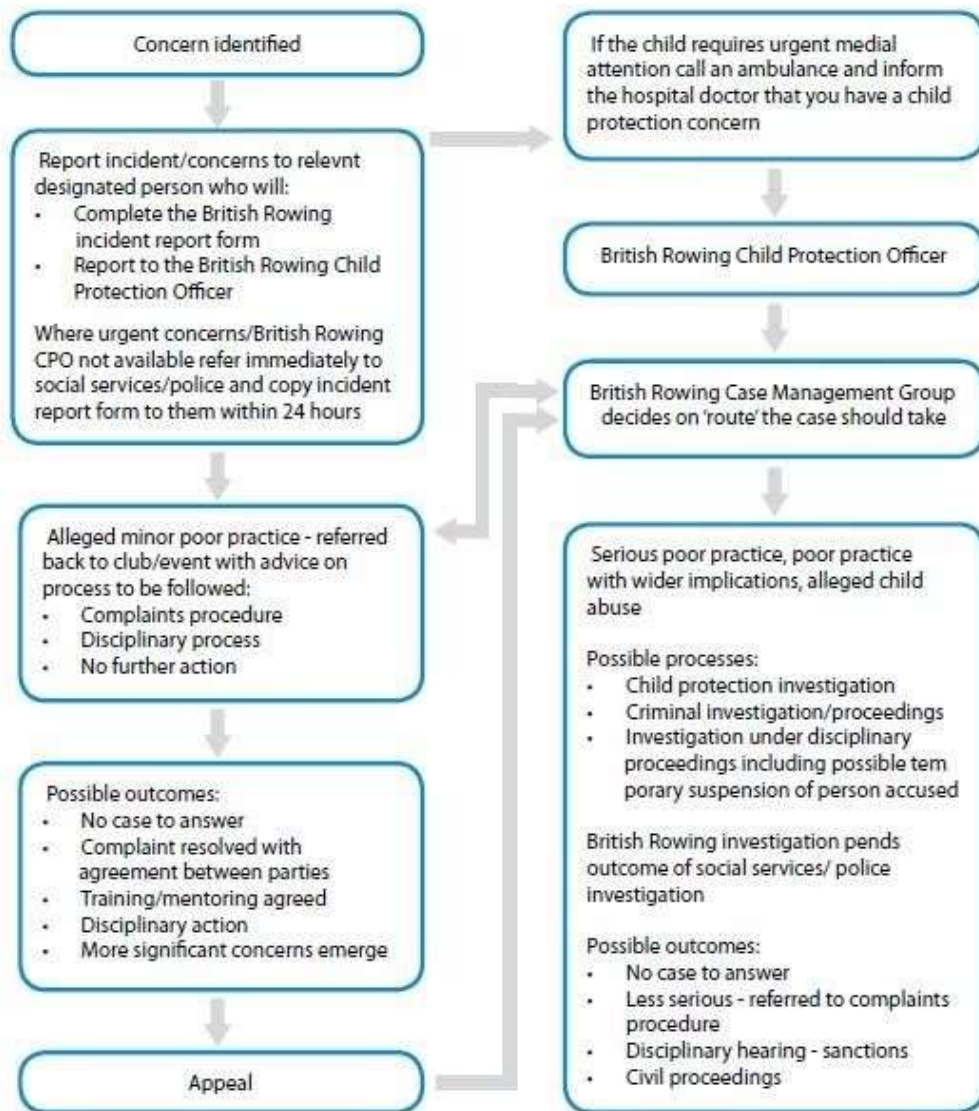 Concern identified
Report incident/concerns to relevnt
designated person who will:
• Complete the British Rowing
incident report form
• Report to the British Rowing Child
Protection Officer
Where urgent concerns/British Rowing
CPO not available refer immediately to
social services/police and copy incident
report form to them within 24 hours
Alleged minor poor practice - referred
back to club/event with advice on
process to be followed:
• Complaints procedure
• Disciplinary process
• No further action
Possible outcomes:
• No case to answer
• Complaint resolved with
agreement between parties
• Training/mentoring agreed
• Disciplinary action
• More significant concerns emerge
Appeal
If the child requires urgent medial
attention call an ambulance and inform
the hospital doctor that you have a child
protection concern
British Rowing Child Protection Officer
British Rowing Case Management Group
decides on 'route' the case should take
Serious poor practice, poor practice
with wider implications, alleged child
abuse
Possible processes:
• Child protection investigation
• Criminal investigation/proceedings
• Investigation under disciplinary
proceedings including possible tem
porary suspension of person accused
British Rowing investigation pends
outcome of social services/ police
investigation
Possible outcomes:
• No case to answer
• Less serious - referred to complaints
procedure
• Disciplinary hearing - sanctions
• Civil proceedings